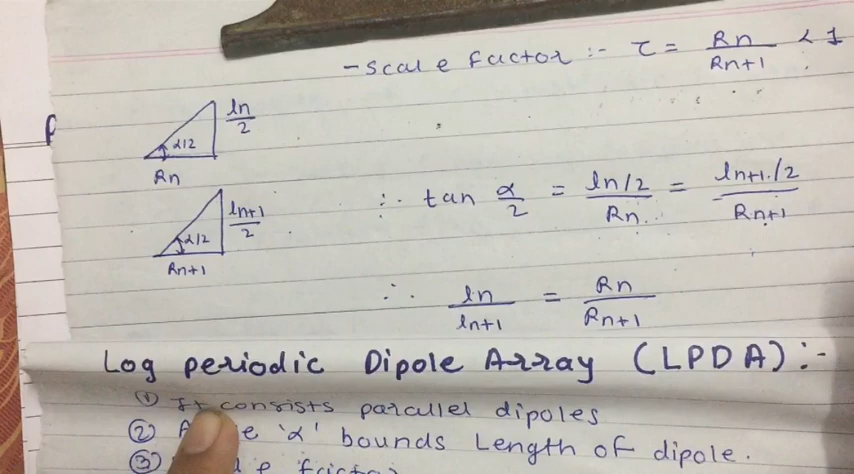 - Scale factor :- τ = Rn / Rn+1 < 1
ln/2
α/2
Rn
ln+1/2
α/2
Rn+1
∴ tan α/2 = ln/2 / Rn = ln+1/2 / Rn+1
∴ ln / ln+1 = Rn / Rn+1
Log periodic Dipole Array (LPDA) :-
① It consists parallel dipoles
② 'α' bounds Length of dipole.
③